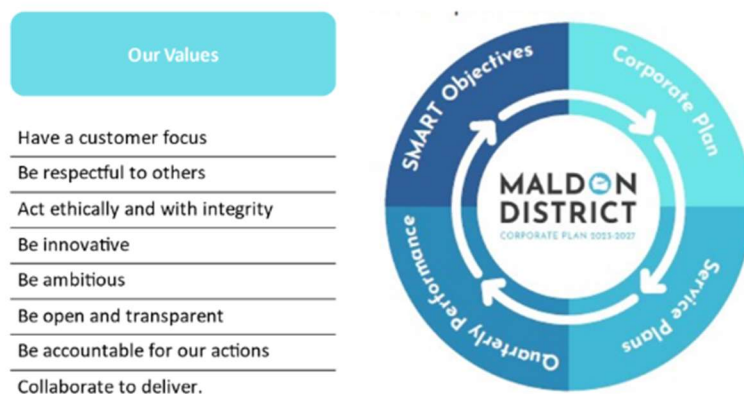 Our Values
Have a customer focus
Be respectful to others
Act ethically and with integrity
Be innovative
Be ambitious
Be open and transparent
Be accountable for our actions
Collaborate to deliver.
SMART Objectives
Corporate Plan
Service Plans
Quarterly Performance
MALDON
DISTRICT
CORPORATE PLAN 2023-2027